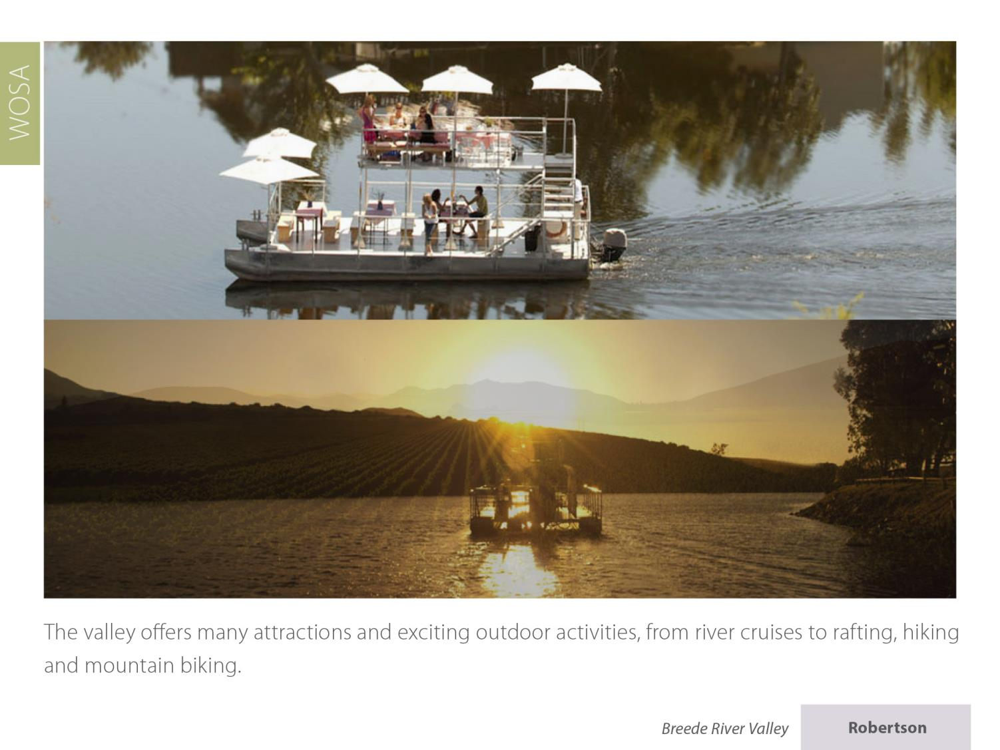 WOSA
The valley offers many attractions and exciting outdoor activities, from river cruises to rafting, hiking
and mountain biking.
Breede River Valley
Robertson